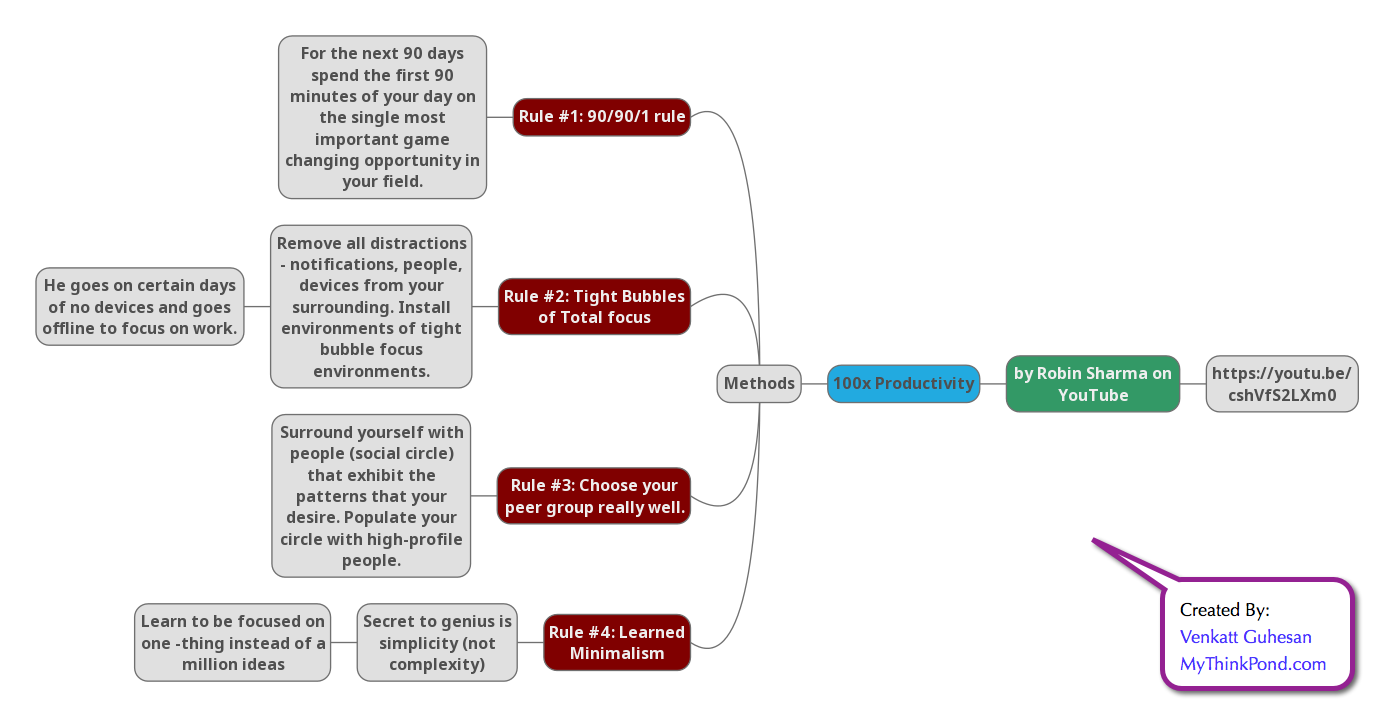 For the next 90 days
spend the first 90
minutes of your day on
the single most
important game
changing opportunity in
your field.
Rule #1: 90/90/1 rule
He goes on certain days
of no devices and goes
offline to focus on work.
Remove all distractions
- notifications, people,
devices from your
surrounding. Install
environments of tight
bubble focus
environments.
Rule #2: Tight Bubbles
of Total focus
Methods
100x Productivity
by Robin Sharma on
YouTube
https://youtu.be/
cshVfS2LXm0
Surround yourself with
people (social circle)
that exhibit the
patterns that your
desire. Populate your
circle with high-profile
people.
Rule #3: Choose your
peer group really well.
Learn to be focused on
one -thing instead of a
million ideas
Secret to genius is
simplicity (not
complexity)
Rule #4: Learned
Minimalism
Created By:
Venkatt Guhesan
MyThinkPond.com